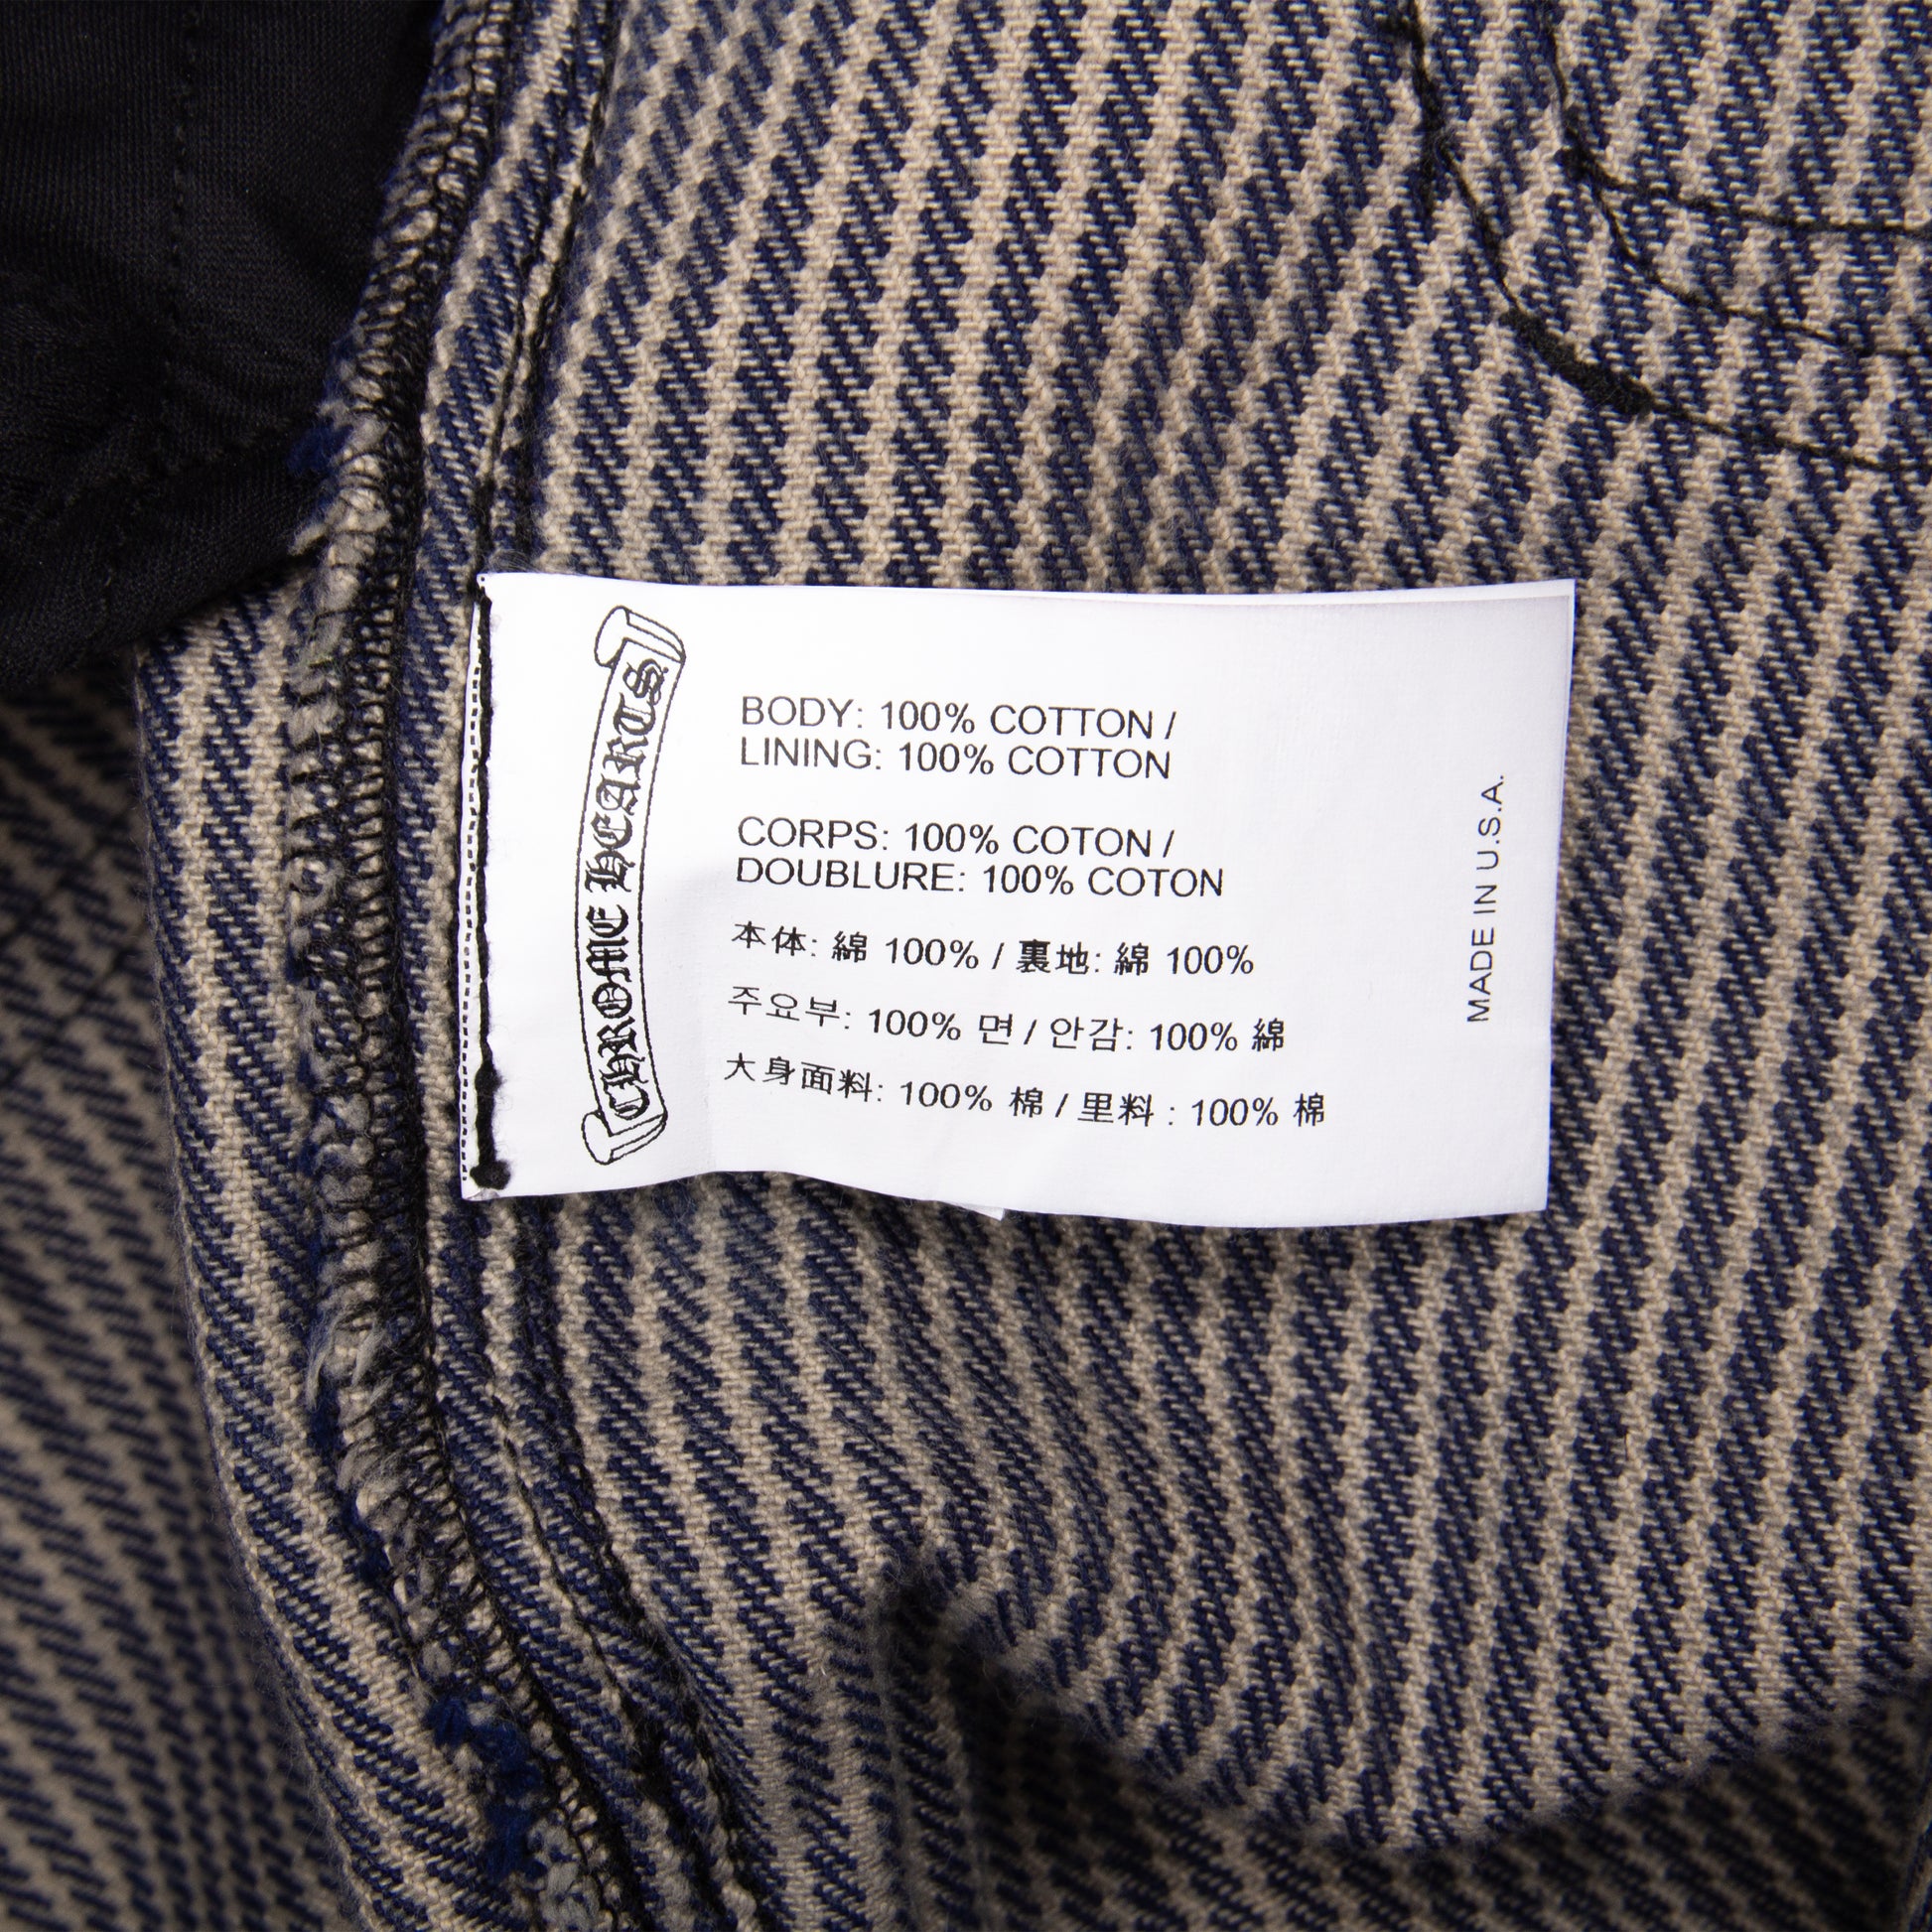 CHROME HEARTS
BODY: 100% COTTON /
LINING: 100% COTTON
CORPS: 100% COTON /
DOUBLURE: 100% COTON
本体: 綿 100% / 裏地: 綿 100%
주요부: 100% 면 / 안감: 100% 綿
大身面料: 100% 棉 / 里料 : 100% 棉
MADE IN U.S.A.